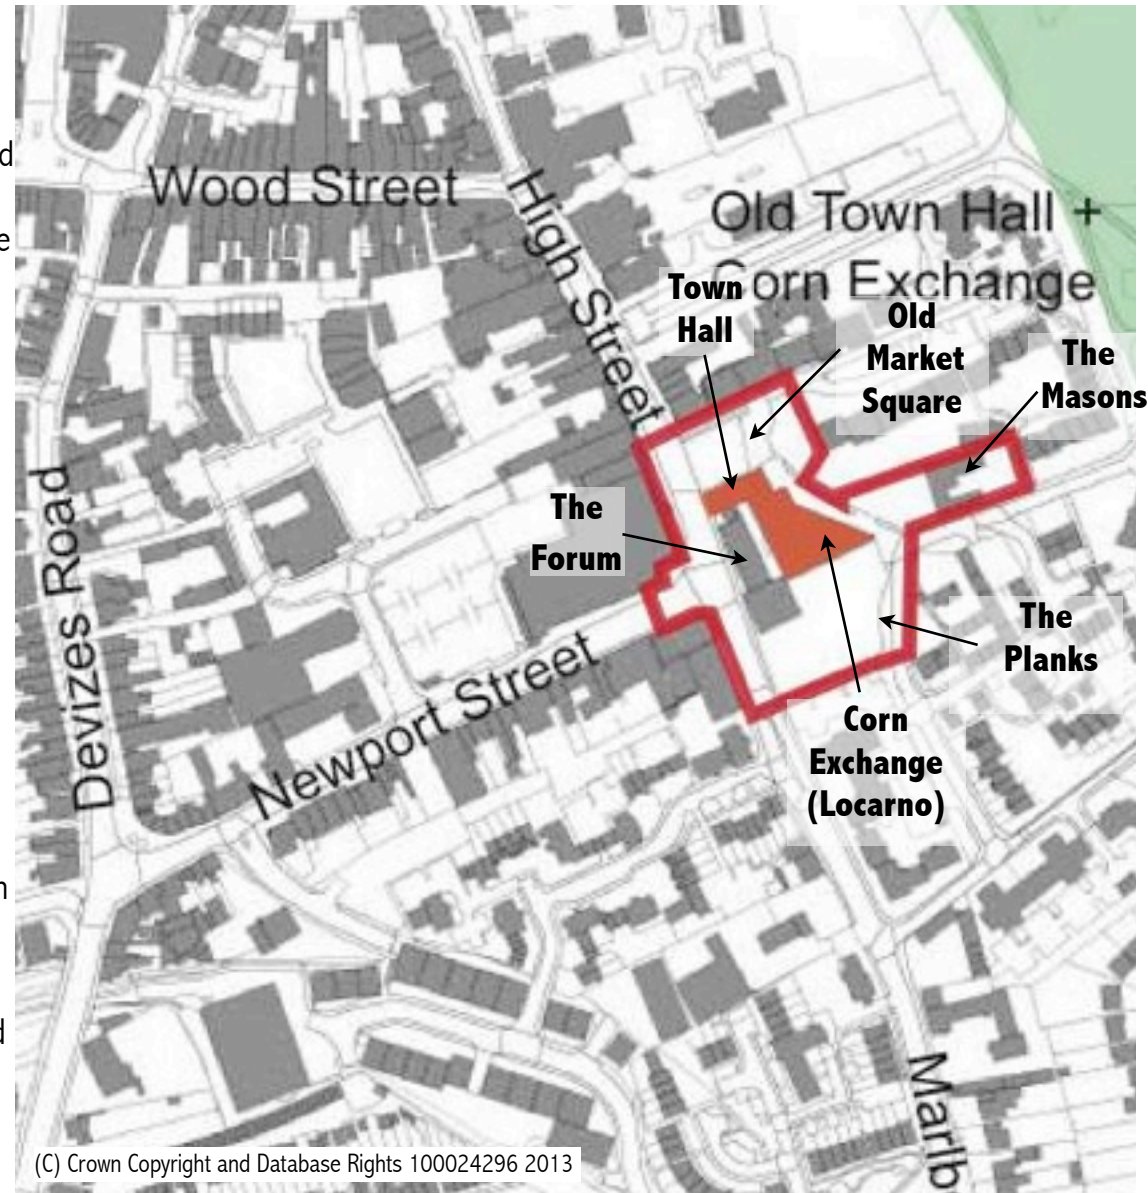 d
e
Wood Street
High Street
Old Town Hall +
Corn Exchange
Town
Hall
Old
Market
Square
The
Masons
The
Forum
Devizes Road
The
Planks
Newport Street
Corn
Exchange
(Locarno)
n
d
Marlb
(C) Crown Copyright and Database Rights 100024296 2013